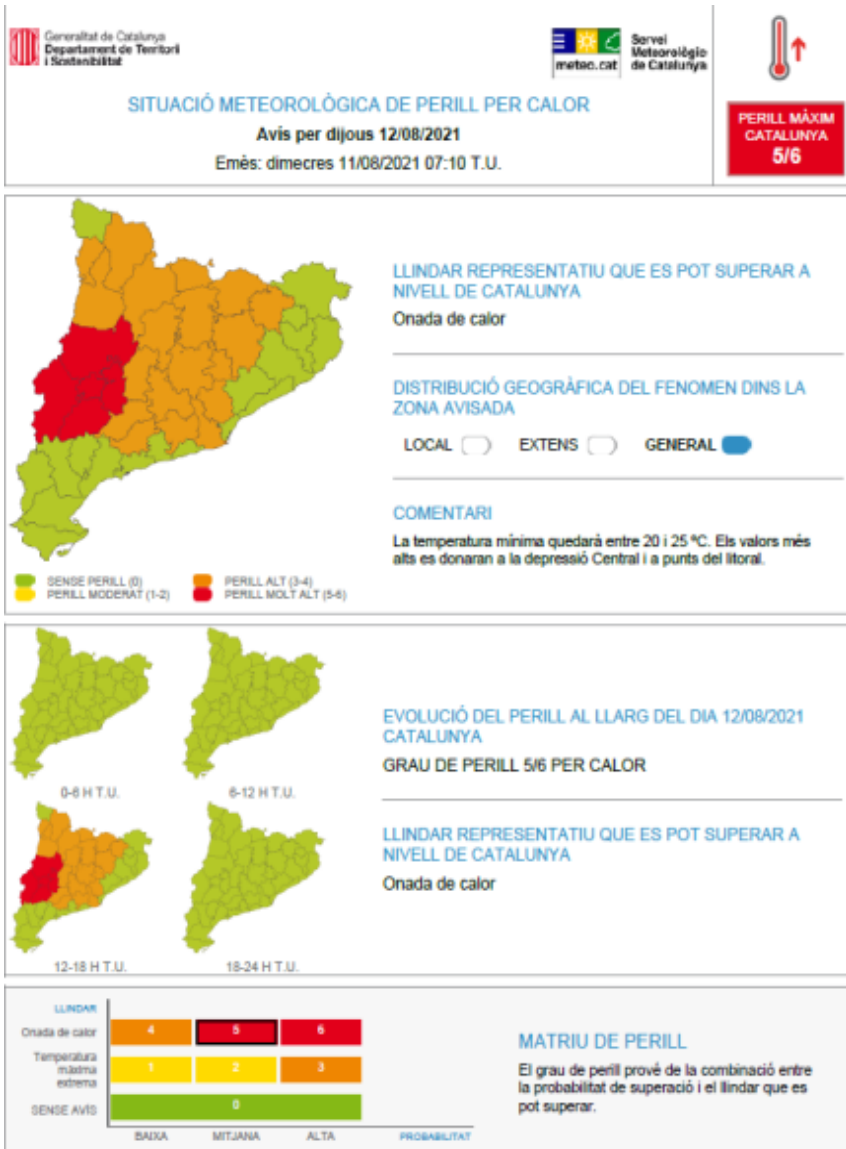 Generalitat de Catalunya
Departament de Territori
i Sostenibilitat
meteo.cat
Servei
Meteorològic
de Catalunya
SITUACIÓ METEOROLÒGICA DE PERILL PER CALOR
Avís per dijous 12/08/2021
Emès: dimecres 11/08/2021 07:10 T.U.
PERILL MÀXIM
CATALUNYA
5/6
LLINDAR REPRESENTATIU QUE ES POT SUPERAR A
NIVELL DE CATALUNYA
Onada de calor
DISTRIBUCIÓ GEOGRÀFICA DEL FENOMEN DINS LA
ZONA AVISADA
LOCAL EXTENS GENERAL
COMENTARI
La temperatura mínima quedarà entre 20 i 25 ºC. Els valors més
alts es donaran a la depressió Central i a punts del litoral.
SENSE PERILL (0) PERILL ALT (3-4)
PERILL MODERAT (1-2) PERILL MOLT ALT (5-6)
0-6 H T.U. 6-12 H T.U.
12-18 H T.U. 18-24 H T.U.
EVOLUCIÓ DEL PERILL AL LLARG DEL DIA 12/08/2021
CATALUNYA
GRAU DE PERILL 5/6 PER CALOR
LLINDAR REPRESENTATIU QUE ES POT SUPERAR A
NIVELL DE CATALUNYA
Onada de calor
LLINDAR
Onada de calor 4 5 6
Temperatura
màxima
extrema
1 2 3
SENSE AVÍS 0
BAIXA MITJANA ALTA PROBABILITAT
MATRIU DE PERILL
El grau de perill prové de la combinació entre
la probabilitat de superació i el llindar que es
pot superar.